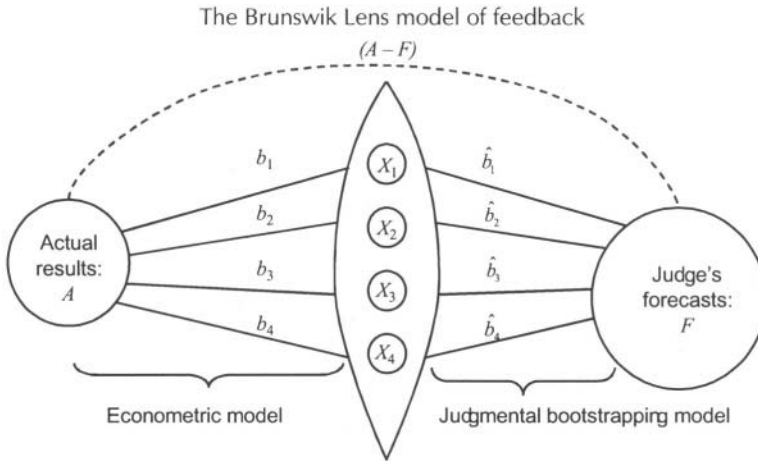 The Brunswik Lens model of feedback
(A – F)
b₁
X₁
b̂₁
b₂
X₂
b̂₂
Actual
results:
A
b₃
X₃
b̂₃
Judge's
forecasts:
F
b₄
X₄
b̂₄
Econometric model
Judgmental bootstrapping model